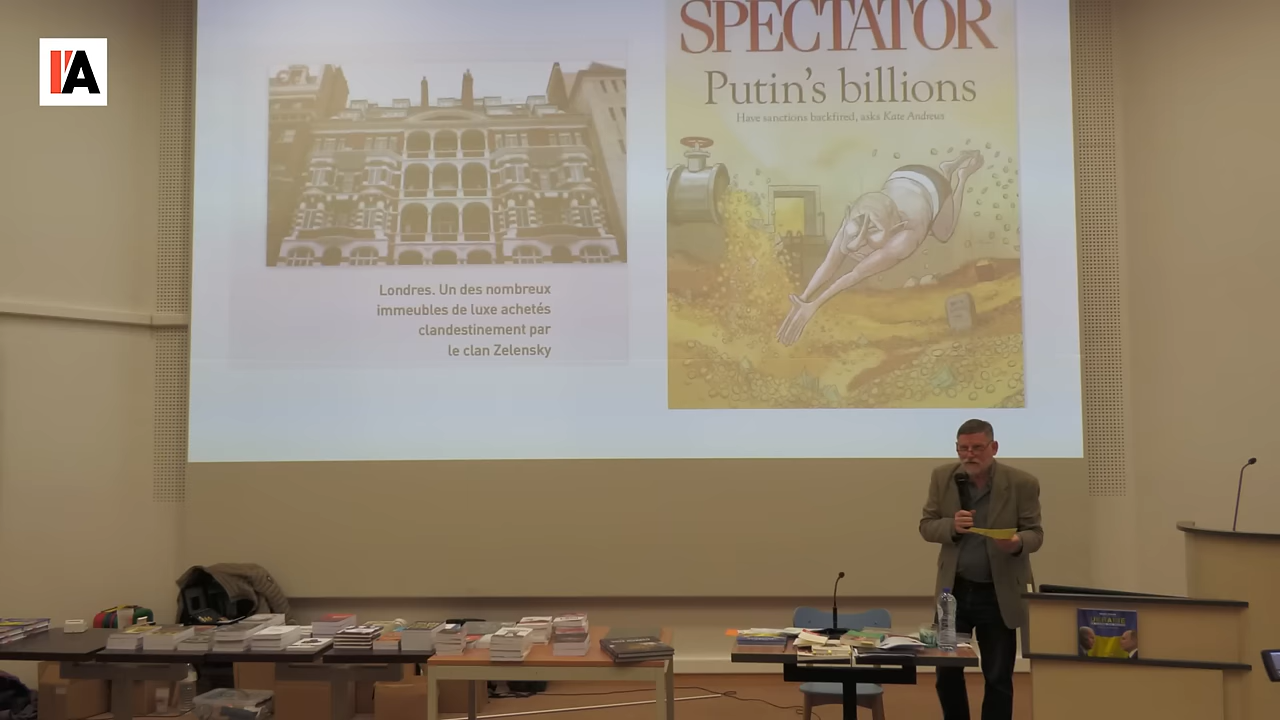 I'A
SPECTATOR
Putin's billions
Have sanctions backfired, asks Kate Andrews
Londres. Un des nombreux
immeubles de luxe achetés
clandestinement par
le clan Zelensky